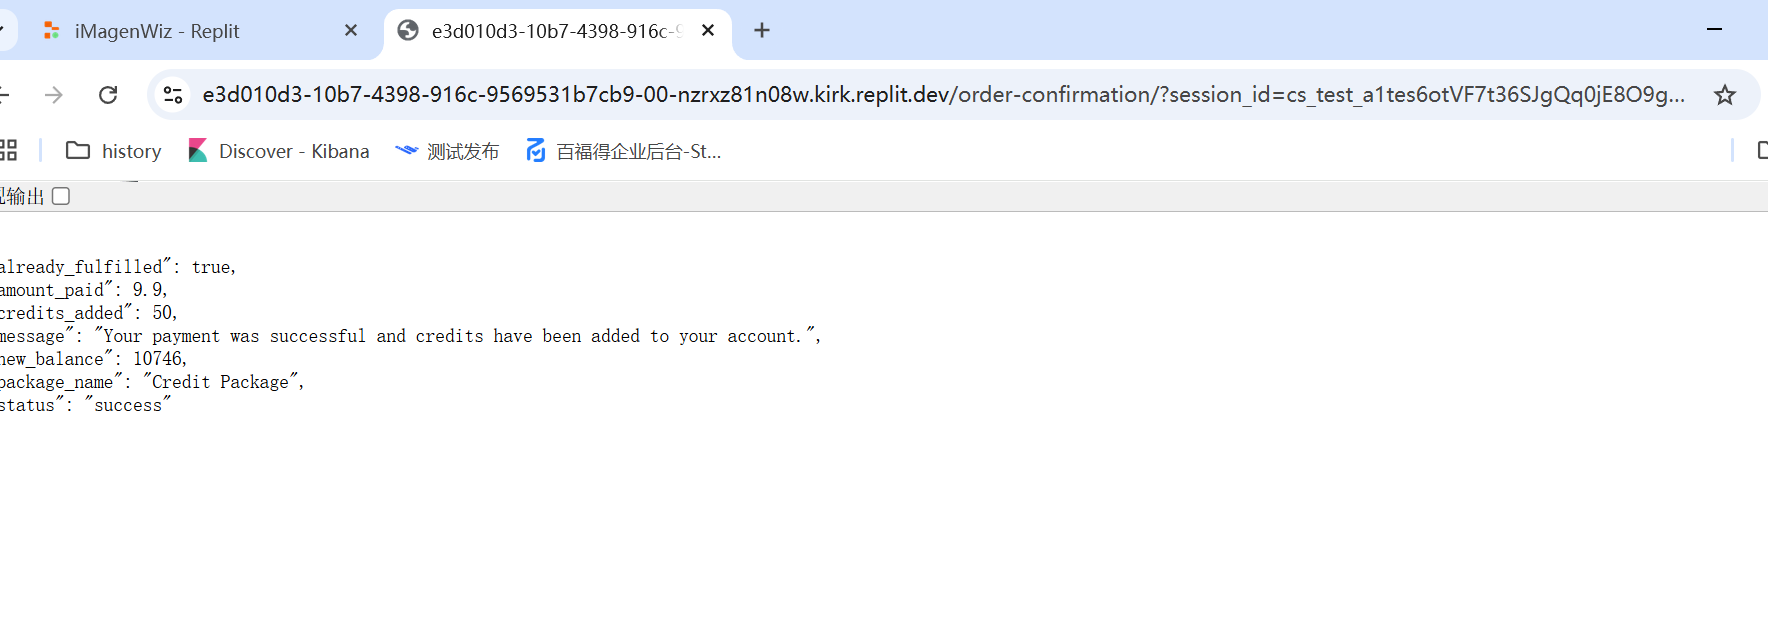 iMagenWiz - Replit
e3d010d3-10b7-4398-916c-9
e3d010d3-10b7-4398-916c-9569531b7cb9-00-nzrxz81n08w.kirk.replit.dev/order-confirmation/?session_id=cs_test_a1tes6otVF7t36SJgQq0jE8O9g...
history Discover - Kibana 测试发布 百福得企业后台-St...
输出
already_fulfilled": true,
amount_paid": 9.9,
credits_added": 50,
message": "Your payment was successful and credits have been added to your account.",
new_balance": 10746,
package_name": "Credit Package",
status": "success"